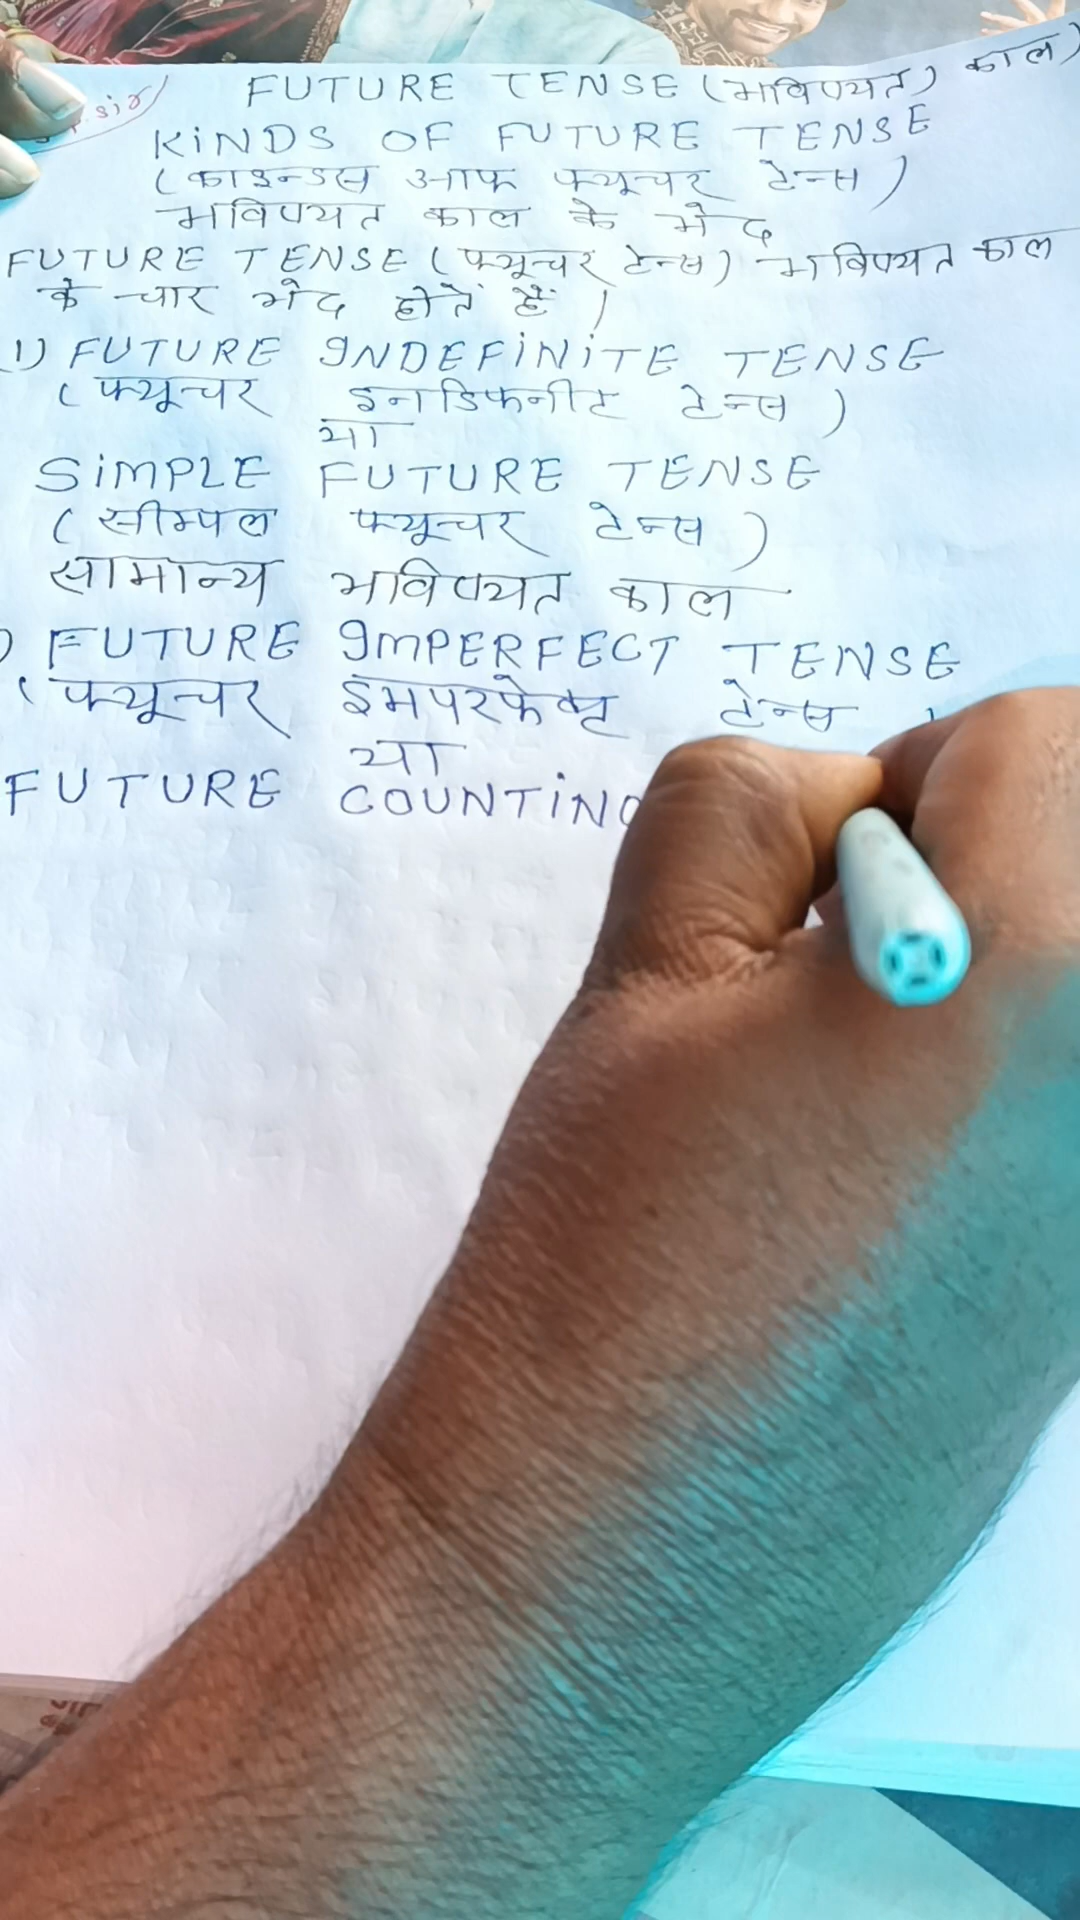 sir
FUTURE TENSE (भविष्यत) काल)
KiNDS OF FUTURE TENSE
(काइन्डस आफ फ्यूचर टेन्स)
भविष्यत काल के भेद
FUTURE TENSE (फ्यूचर टेन्स) भविष्यत काल
के चार भेद होतें हैं।
1) FUTURE INDEFiNiTE TENSE
(फ्यूचर इनडिफनीट टेन्स)
या
SiMPLE FUTURE TENSE
(सीम्पल फ्यूचर टेन्स)
सामान्य भविष्यत काल
) FUTURE IMPERFECT TENSE
(फ्यूचर इमपरफेक्ट टेन्स)
या
FUTURE COUNTiNO